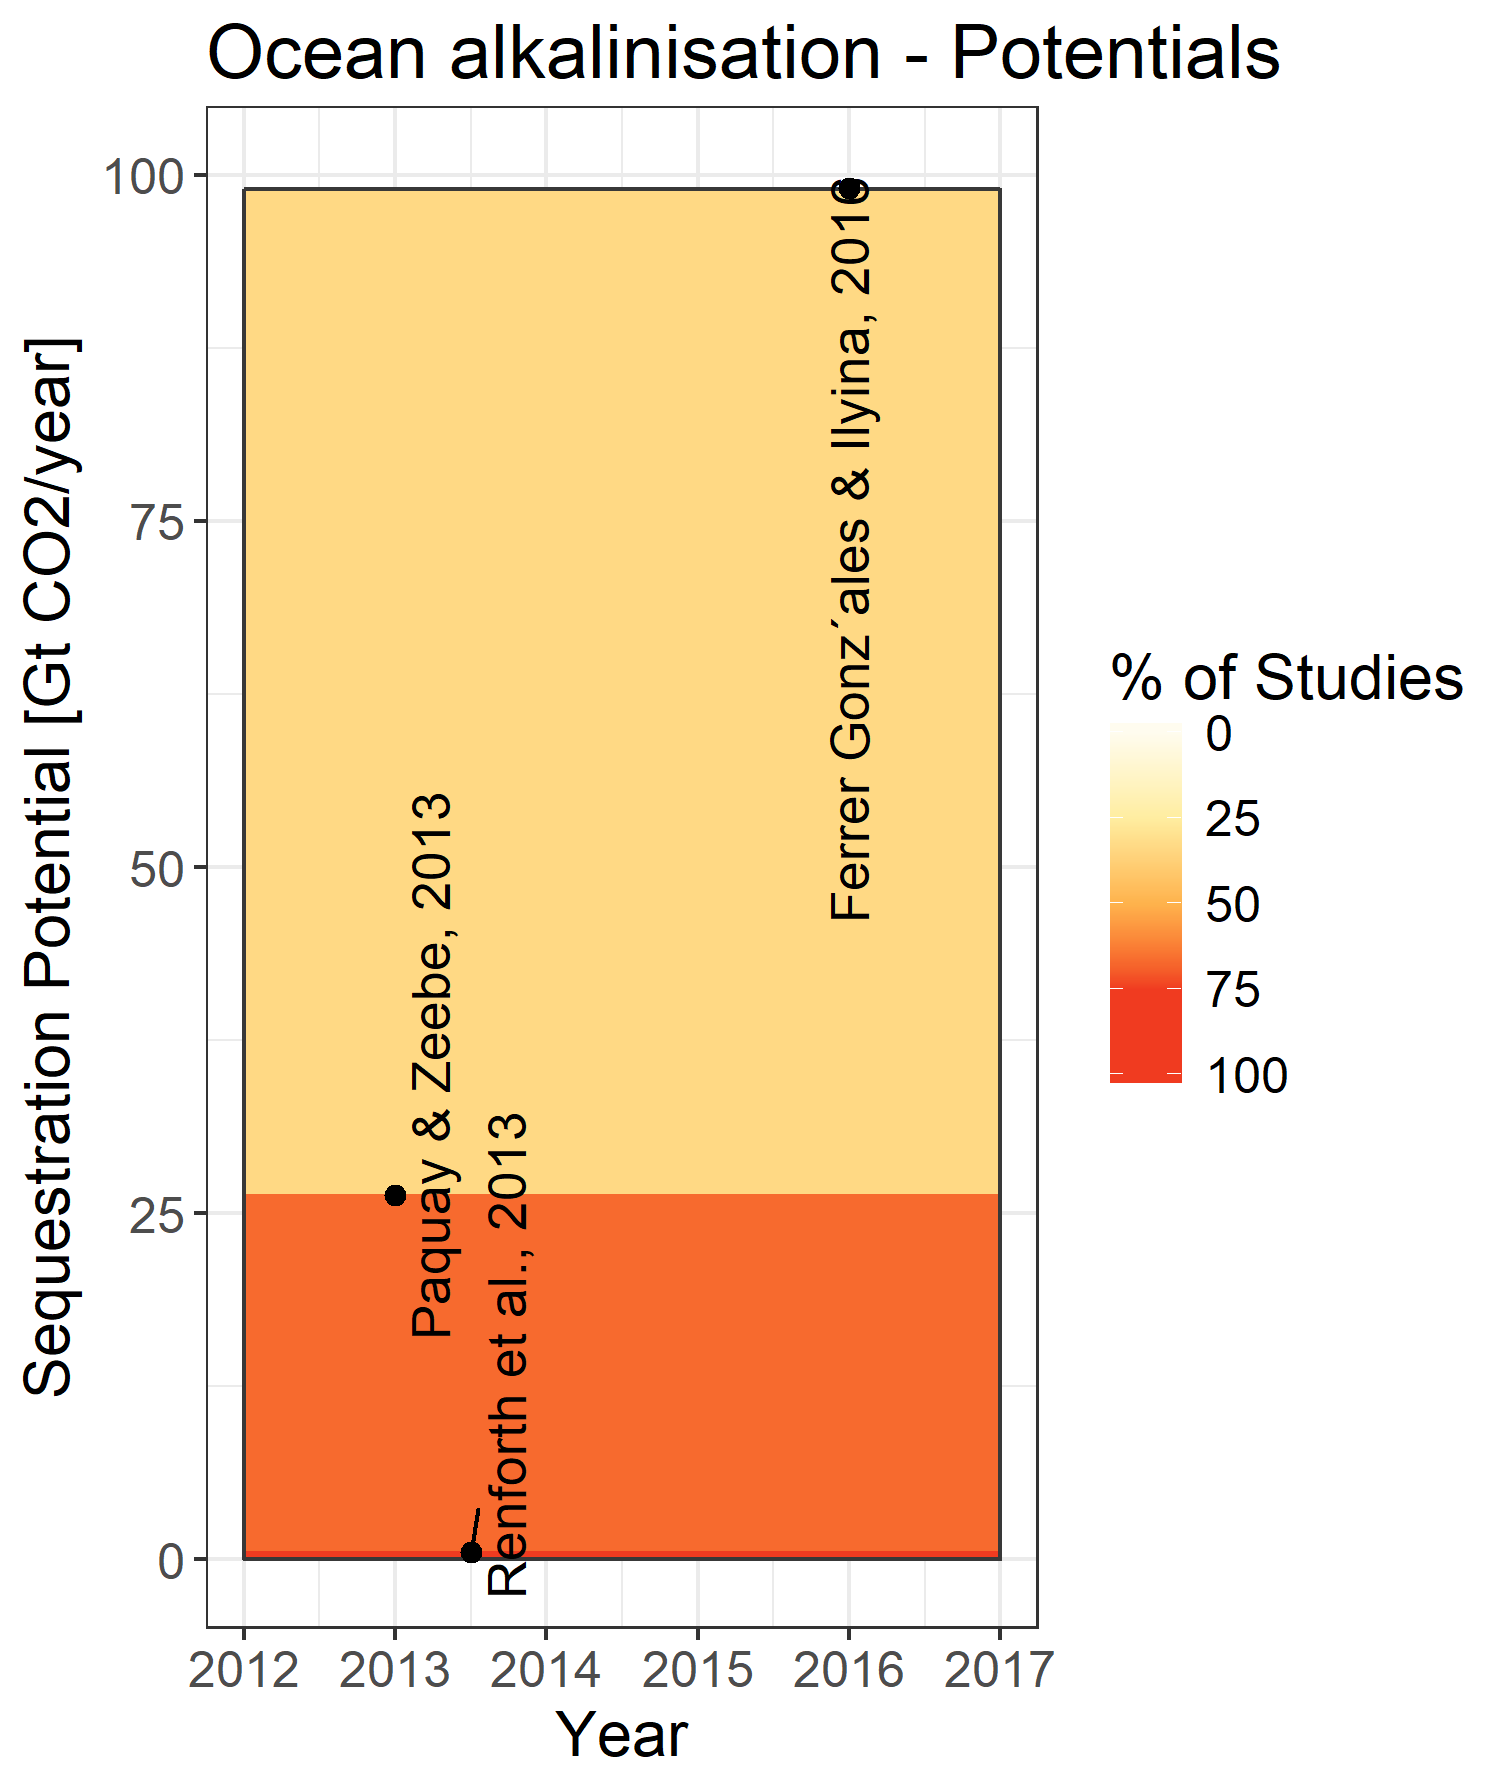 Ocean alkalinisation - Potentials
Sequestration Potential [Gt CO2/year]
100
75
50
25
0
Ferrer Gonz´ales & Ilyina, 2016
Paquay & Zeebe, 2013
Renforth et al., 2013
2012 2013 2014 2015 2016 2017
Year
% of Studies
0
25
50
75
100